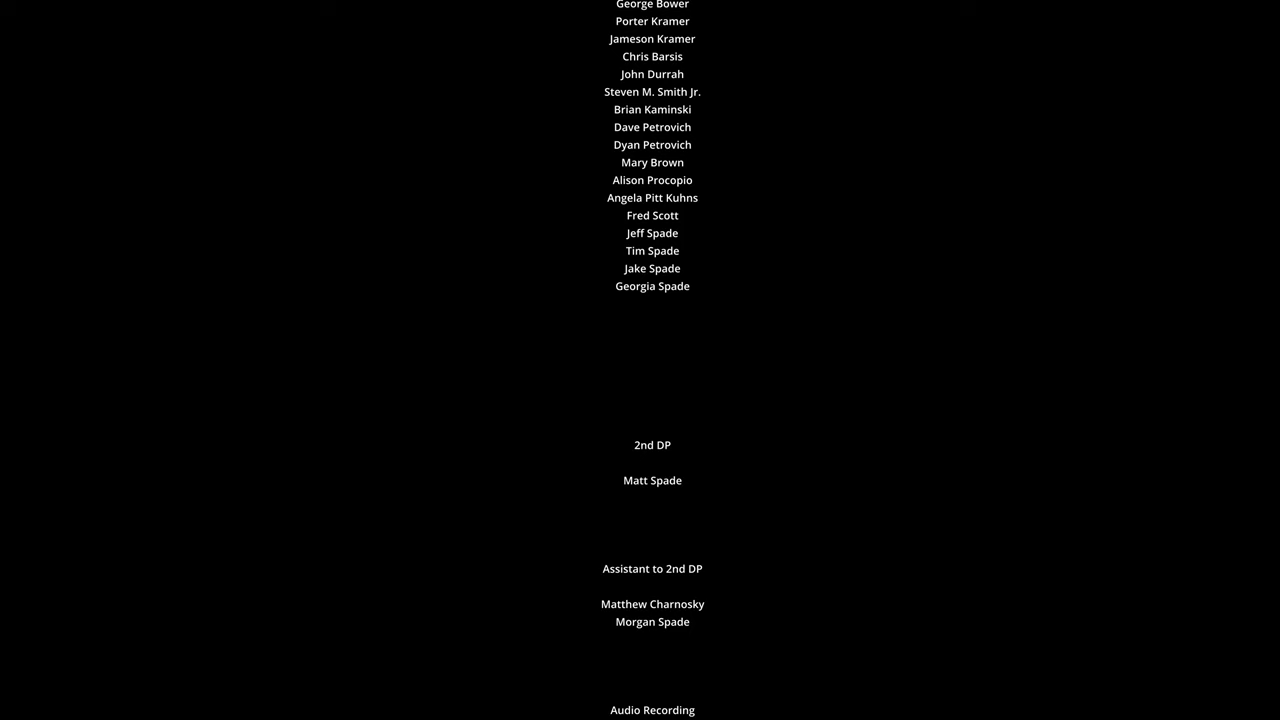 George Bower
Porter Kramer
Jameson Kramer
Chris Barsis
John Durrah
Steven M. Smith Jr.
Brian Kaminski
Dave Petrovich
Dyan Petrovich
Mary Brown
Alison Procopio
Angela Pitt Kuhns
Fred Scott
Jeff Spade
Tim Spade
Jake Spade
Georgia Spade
2nd DP
Matt Spade
Assistant to 2nd DP
Matthew Charnosky
Morgan Spade
Audio Recording